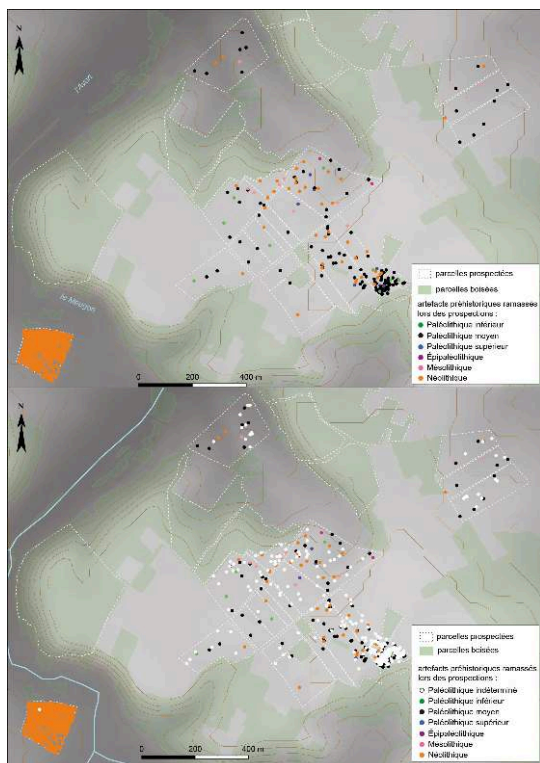 N
l'Auzon
le Mouzon
parcelles prospectées
parcelles boisées
artefacts préhistoriques ramassés
lors des prospections :
Paléolithique inférieur
Paléolithique moyen
Paléolithique supérieur
Épipaléolithique
Mésolithique
Néolithique
0 200 400 m
N
parcelles prospectées
parcelles boisées
artefacts préhistoriques ramassés
lors des prospections :
Paléolithique indéterminé
Paléolithique inférieur
Paléolithique moyen
Paléolithique supérieur
Épipaléolithique
Mésolithique
Néolithique
0 200 400 m